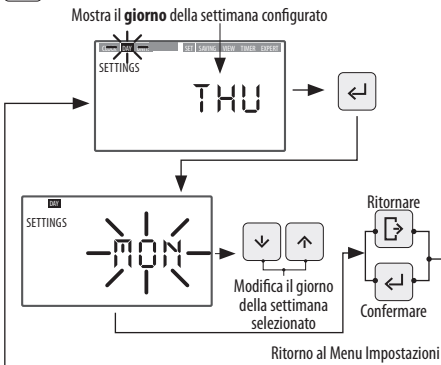 Mostra il giorno della settimana configurato
DAY SET SAVING VIEW TIMER EXPERT
SETTINGS
THU
DAY
SETTINGS
MON
Ritornare
Modifica il giorno
della settimana
selezionato
Confermare
Ritorno al Menu Impostazioni